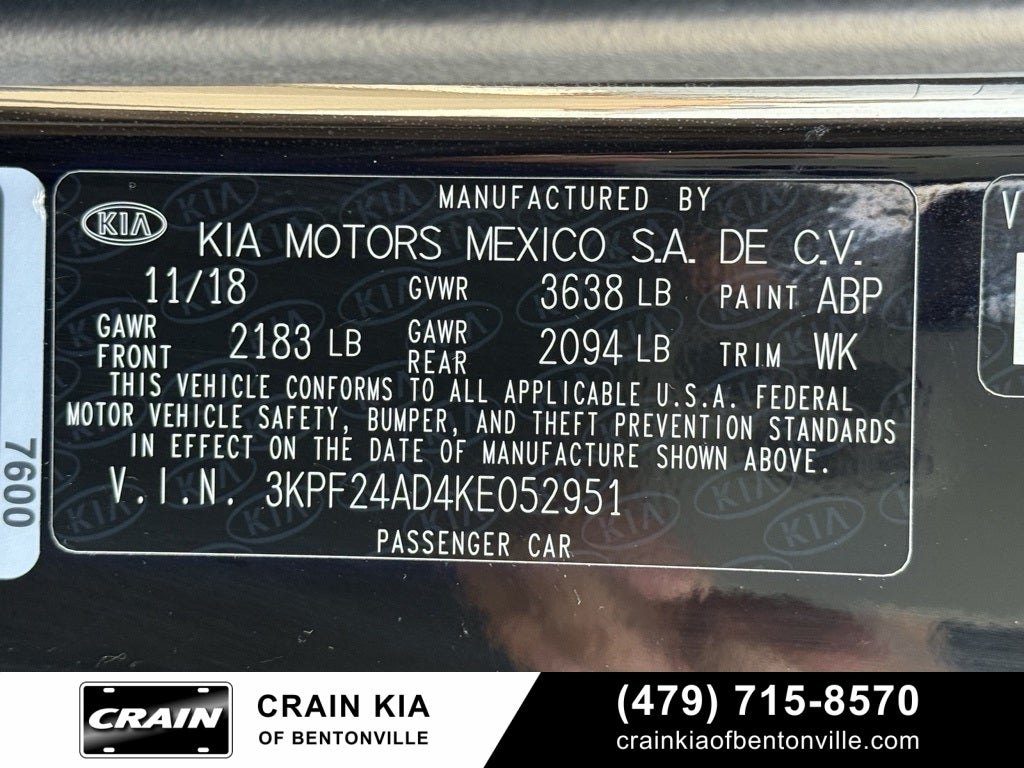 MANUFACTURED BY
KIA
KIA MOTORS MEXICO S.A. DE C.V.
11/18 GVWR 3638 LB PAINT ABP
GAWR FRONT 2183 LB GAWR REAR 2094 LB TRIM WK
THIS VEHICLE CONFORMS TO ALL APPLICABLE U.S.A. FEDERAL
MOTOR VEHICLE SAFETY, BUMPER, AND THEFT PREVENTION STANDARDS
IN EFFECT ON THE DATE OF MANUFACTURE SHOWN ABOVE.
V.I.N. 3KPF24AD4KE052951
PASSENGER CAR
7600
V
CRAIN
CRAIN KIA
OF BENTONVILLE
(479) 715-8570
crainkiaofbentonville.com